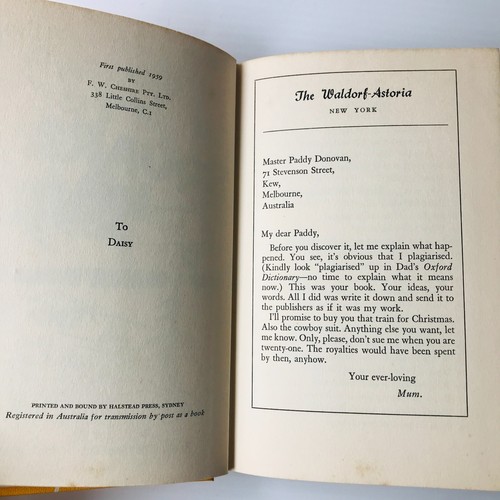 First published 1959
BY
F. W. CHESHIRE PTY. LTD.
338 Little Collins Street,
Melbourne, C.1
To
DAISY
PRINTED AND BOUND BY HALSTEAD PRESS, SYDNEY
Registered in Australia for transmission by post as a book
The Waldorf-Astoria
NEW YORK
Master Paddy Donovan,
71 Stevenson Street,
Kew,
Melbourne,
Australia
My dear Paddy,
Before you discover it, let me explain what hap-
pened. You see, it's obvious that I plagiarised.
(Kindly look "plagiarised" up in Dad's Oxford
Dictionary—no time to explain what it means
now.) This was your book. Your ideas, your
words. All I did was write it down and send it to
the publishers as if it was my work.
I'll promise to buy you that train for Christmas.
Also the cowboy suit. Anything else you want, let
me know. Only, please, don't sue me when you are
twenty-one. The royalties would have been spent
by then, anyhow.
Your ever-loving
Mum.